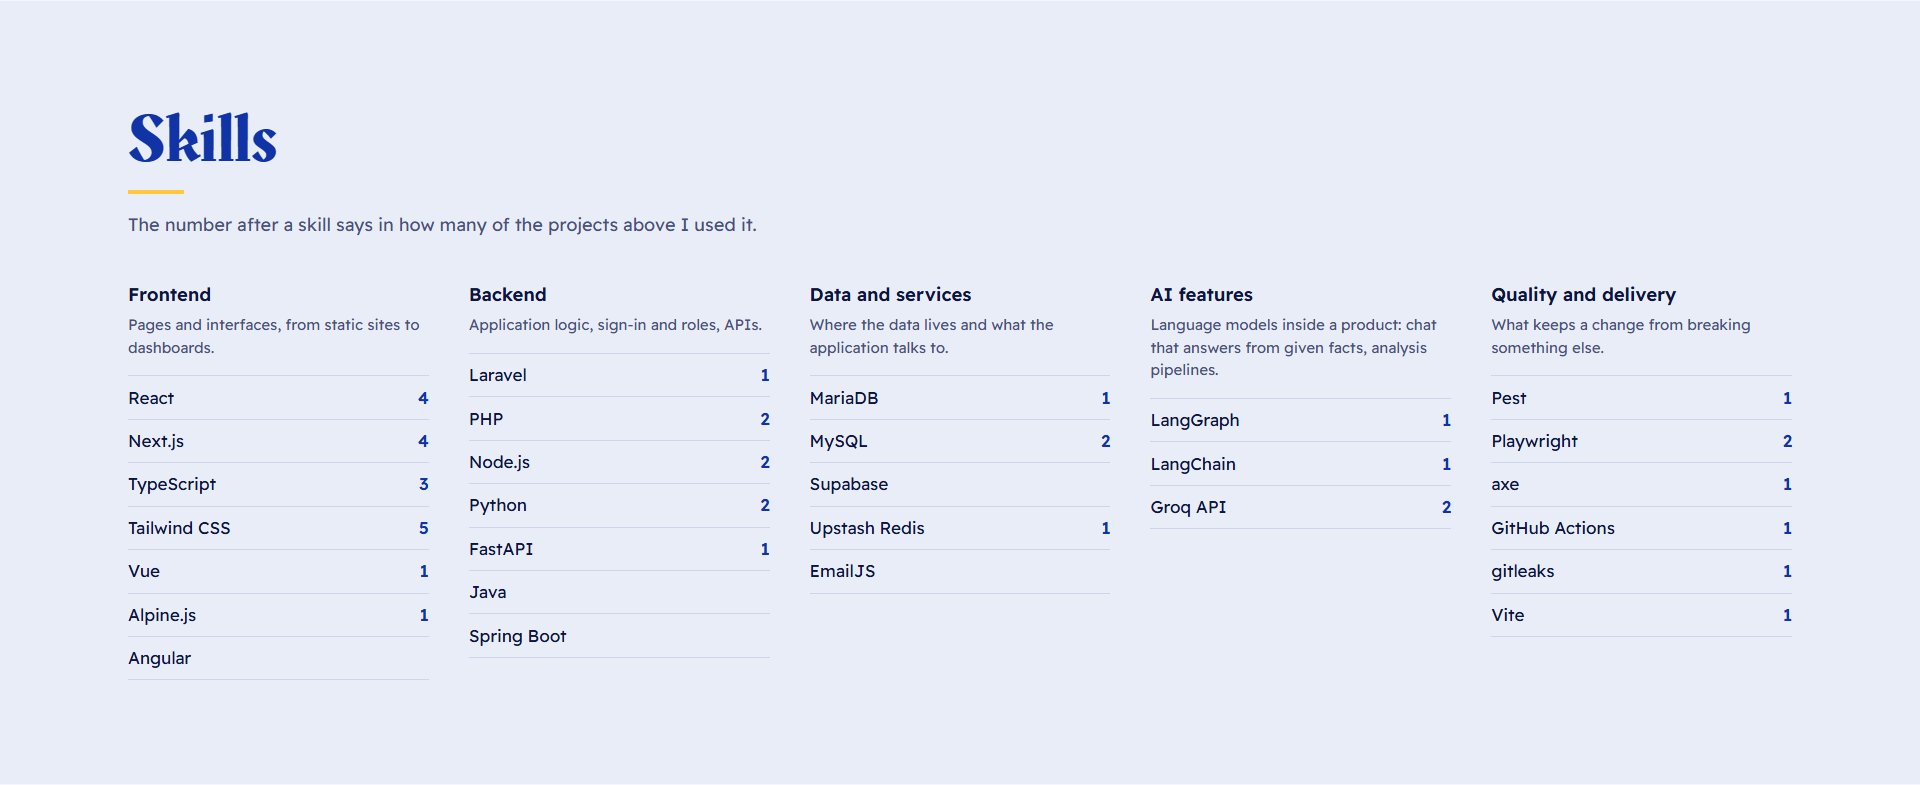 Skills
The number after a skill says in how many of the projects above I used it.
Frontend
Pages and interfaces, from static sites to
dashboards.
React 4
Next.js 4
TypeScript 3
Tailwind CSS 5
Vue 1
Alpine.js 1
Angular
Backend
Application logic, sign-in and roles, APIs.
Laravel 1
PHP 2
Node.js 2
Python 2
FastAPI 1
Java
Spring Boot
Data and services
Where the data lives and what the
application talks to.
MariaDB 1
MySQL 2
Supabase
Upstash Redis 1
EmailJS
AI features
Language models inside a product: chat
that answers from given facts, analysis
pipelines.
LangGraph 1
LangChain 1
Groq API 2
Quality and delivery
What keeps a change from breaking
something else.
Pest 1
Playwright 2
axe 1
GitHub Actions 1
gitleaks 1
Vite 1